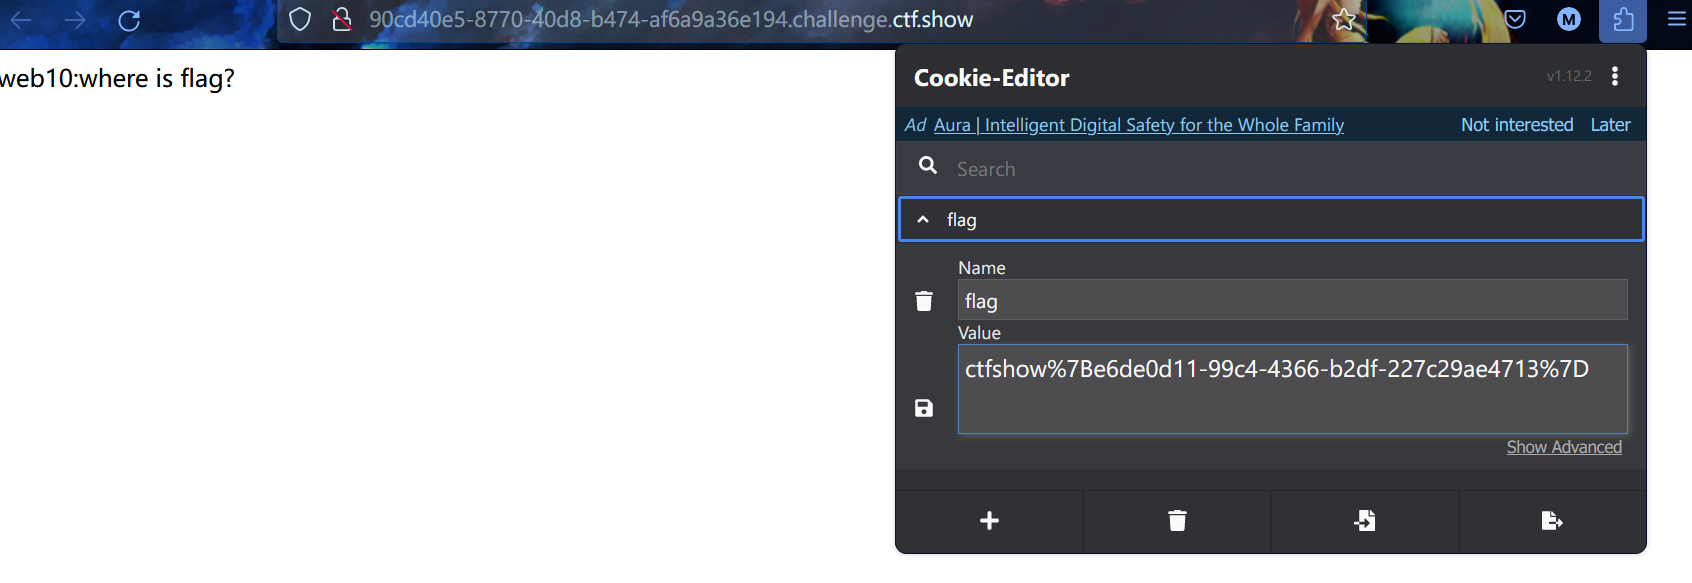 90cd40e5-8770-40d8-b474-af6a9a36e194.challenge.ctf.show
M
web10:where is flag?
Cookie-Editor
v1.12.2
Ad Aura | Intelligent Digital Safety for the Whole Family Not interested Later
Search
flag
Name
flag
Value
ctfshow%7Be6de0d11-99c4-4366-b2df-227c29ae4713%7D
Show Advanced